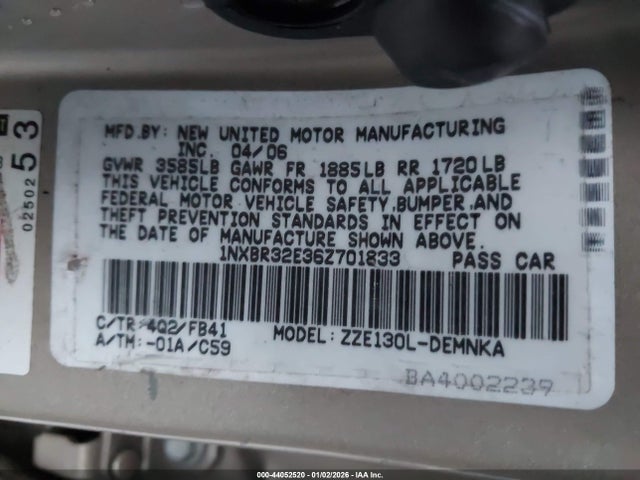 MFD.BY: NEW UNITED MOTOR MANUFACTURING
INC. 04/06
GVWR 3585LB GAWR FR 1885LB RR 1720LB
THIS VEHICLE CONFORMS TO ALL APPLICABLE
FEDERAL MOTOR VEHICLE SAFETY,BUMPER,AND
THEFT PREVENTION STANDARDS IN EFFECT ON
THE DATE OF MANUFACTURE SHOWN ABOVE.
1NXBR32E36Z701833 PASS CAR
C/TR:4Q2/FB41
A/TM:-01A/C59
MODEL: ZZE130L-DEMNKA
BA4002239
02502
53
000-44052520 - 01/02/2026 - IAA Inc.